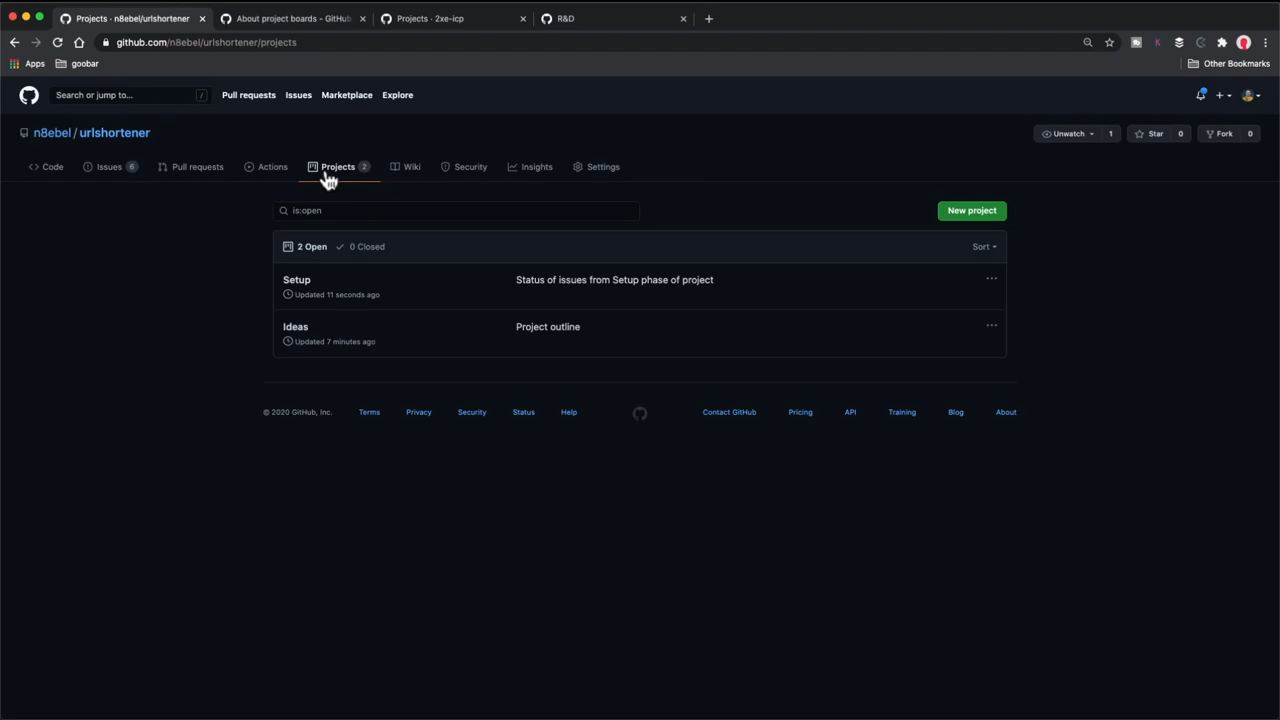 Projects · n8ebel/urlshortener
About project boards - GitHub
Projects · 2xe-icp
R&D
github.com/n8ebel/urlshortener/projects
Apps
goobar
Other Bookmarks
Search or jump to...
/
Pull requests
Issues
Marketplace
Explore
n8ebel / urlshortener
Unwatch 1
Star 0
Fork 0
Code
Issues 6
Pull requests
Actions
Projects 2
Wiki
Security
Insights
Settings
is:open
New project
2 Open
0 Closed
Sort
Setup
Status of issues from Setup phase of project
Updated 11 seconds ago
Ideas
Project outline
Updated 7 minutes ago
© 2020 GitHub, Inc.
Terms
Privacy
Security
Status
Help
Contact GitHub
Pricing
API
Training
Blog
About